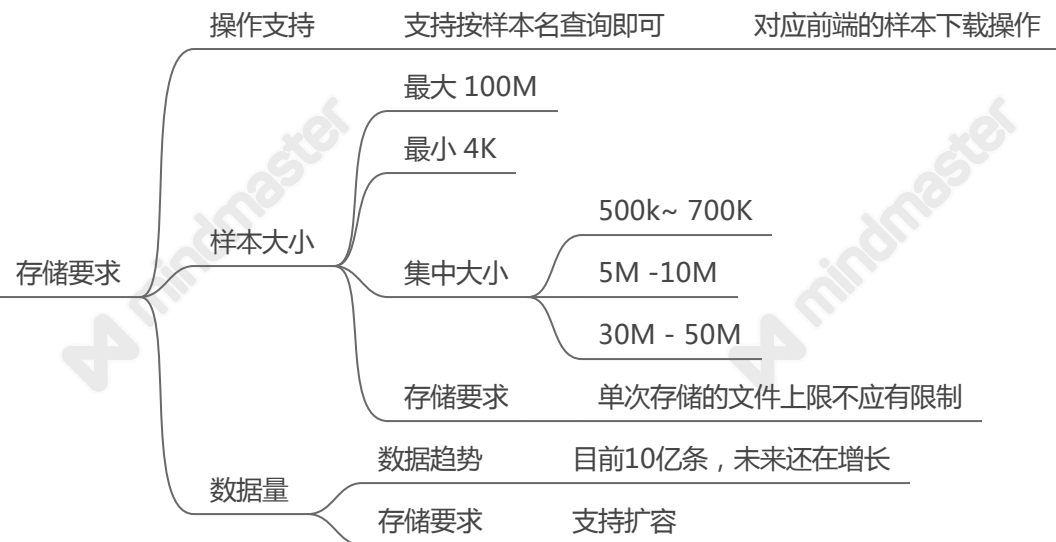 操作支持 支持按样本名查询即可 对应前端的样本下载操作
最大 100M
最小 4K
500k~ 700K
样本大小
存储要求 集中大小 5M -10M
30M - 50M
存储要求 单次存储的文件上限不应有限制
数据趋势 目前10亿条，未来还在增长
数据量
存储要求 支持扩容
mindmaster
mindmaster